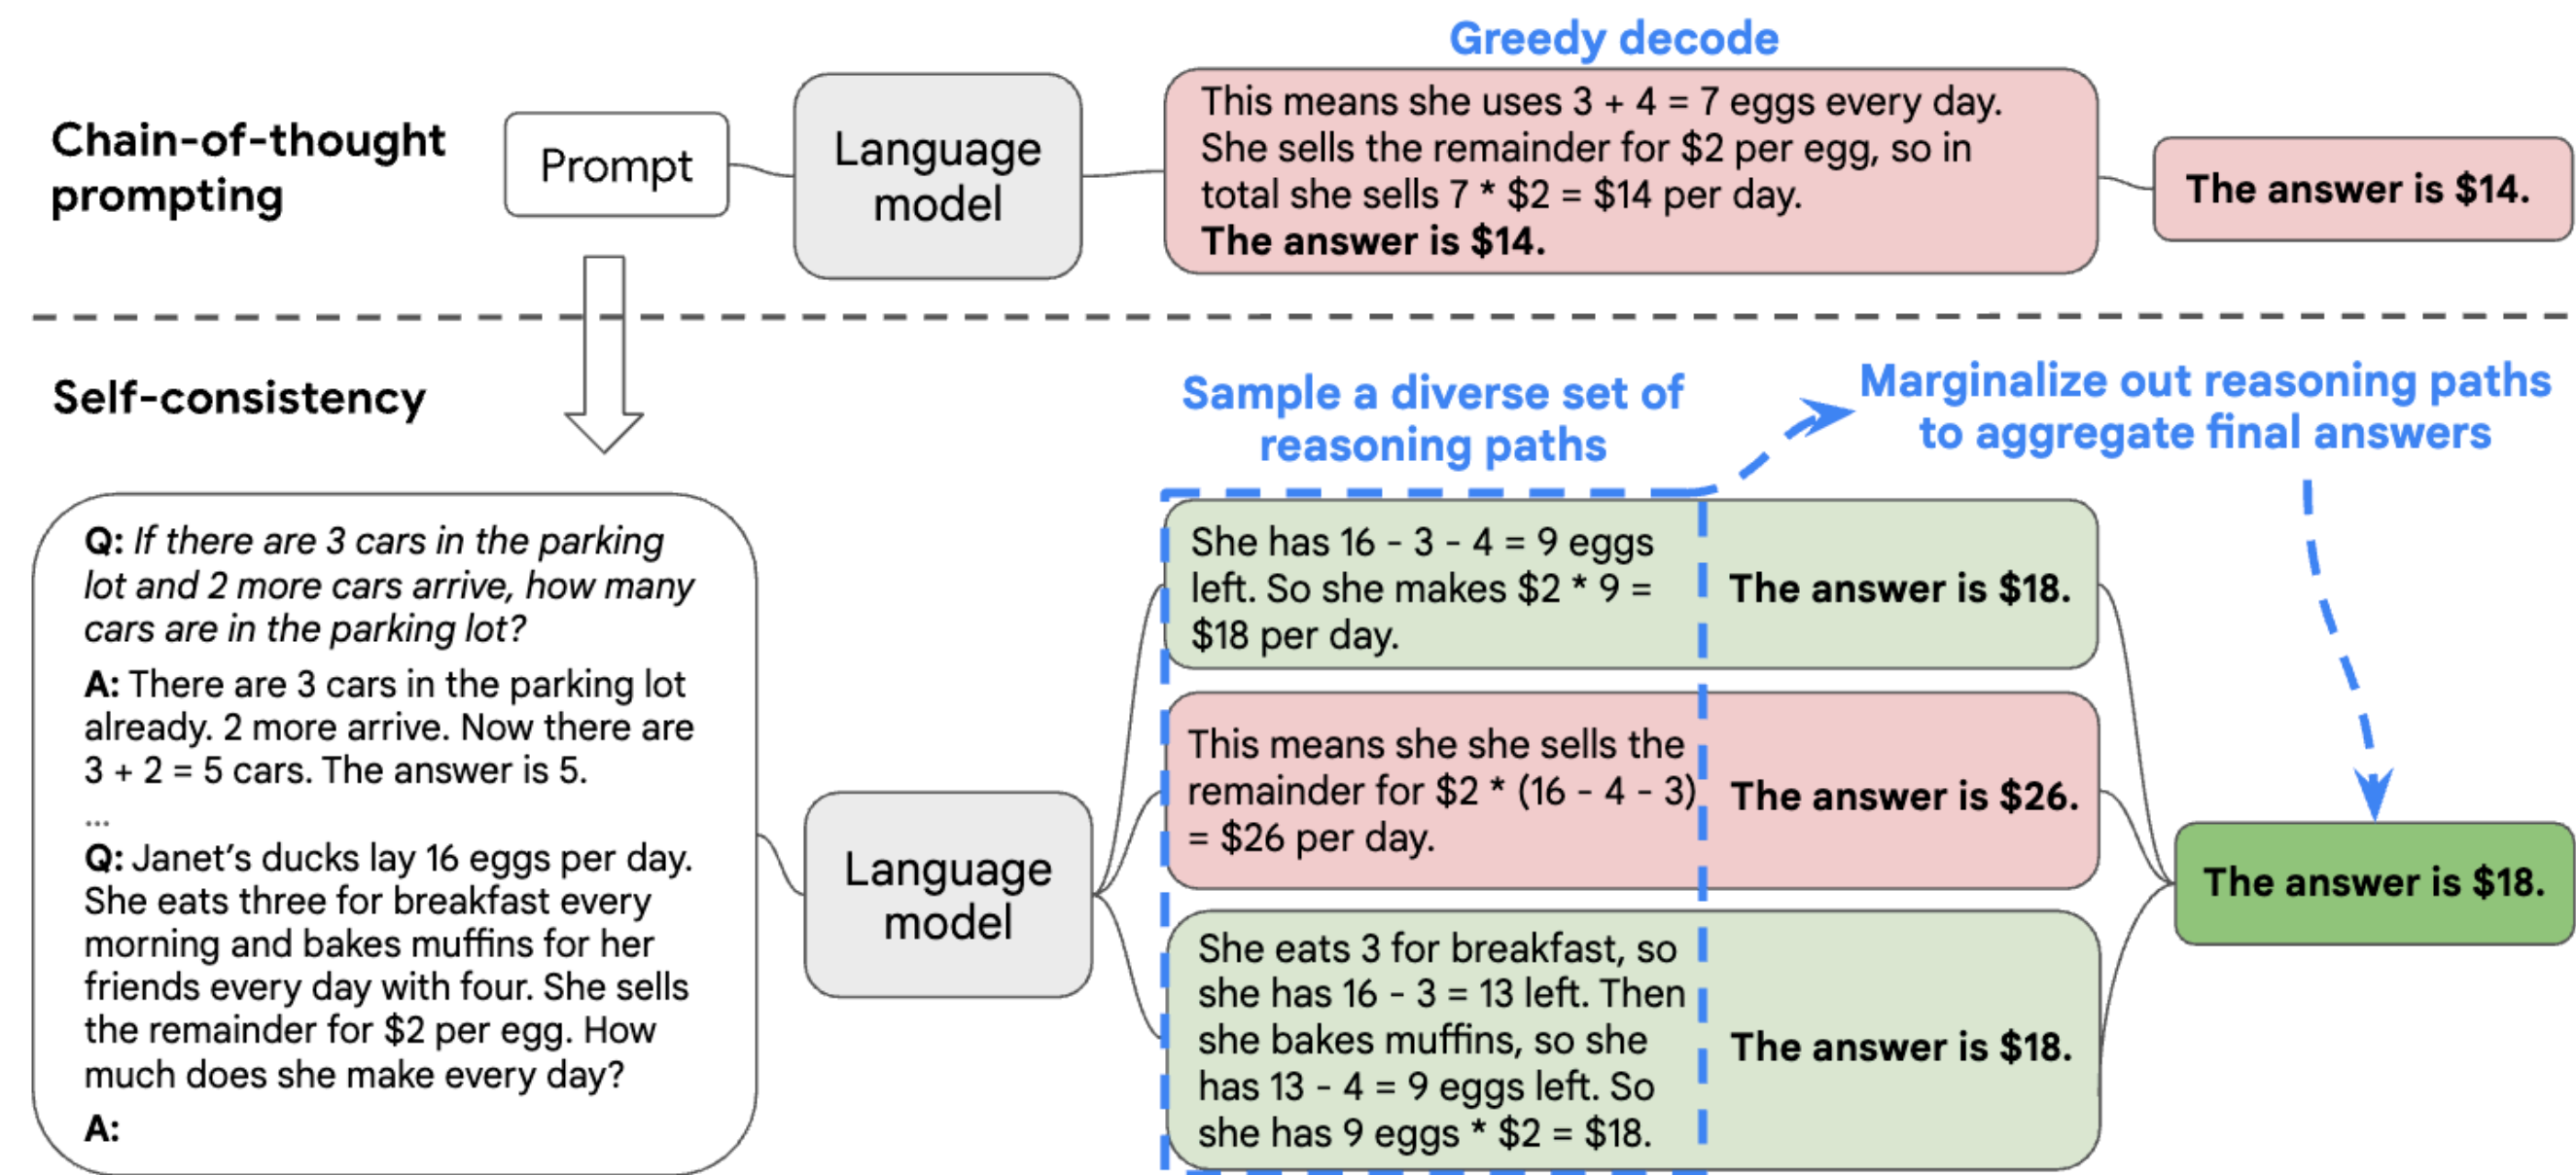 Greedy decode
Chain-of-thought
prompting
Prompt
Language
model
This means she uses 3 + 4 = 7 eggs every day.
She sells the remainder for $2 per egg, so in
total she sells 7 * $2 = $14 per day.
The answer is $14.
The answer is $14.
Self-consistency
Sample a diverse set of
reasoning paths
Marginalize out reasoning paths
to aggregate final answers
Q: If there are 3 cars in the parking
lot and 2 more cars arrive, how many
cars are in the parking lot?
A: There are 3 cars in the parking lot
already. 2 more arrive. Now there are
3 + 2 = 5 cars. The answer is 5.
...
Q: Janet’s ducks lay 16 eggs per day.
She eats three for breakfast every
morning and bakes muffins for her
friends every day with four. She sells
the remainder for $2 per egg. How
much does she make every day?
A:
Language
model
She has 16 - 3 - 4 = 9 eggs
left. So she makes $2 * 9 =
$18 per day.
The answer is $18.
This means she she sells the
remainder for $2 * (16 - 4 - 3)
= $26 per day.
The answer is $26.
She eats 3 for breakfast, so
she has 16 - 3 = 13 left. Then
she bakes muffins, so she
has 13 - 4 = 9 eggs left. So
she has 9 eggs * $2 = $18.
The answer is $18.
The answer is $18.